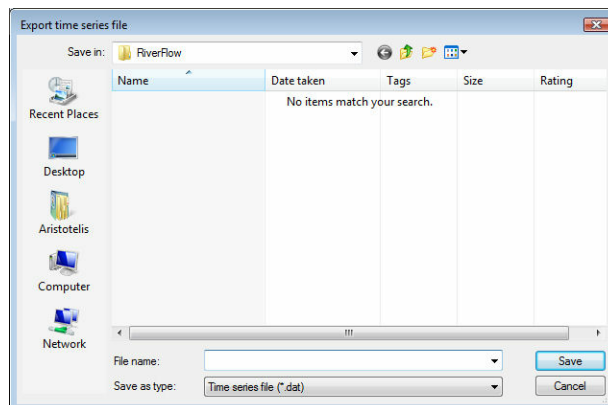 Export time series file
Save in: RiverFlow
Name Date taken Tags Size Rating
No items match your search.
Recent Places
Desktop
Aristotelis
Computer
Network
File name: Save
Save as type: Time series file (*.dat) Cancel